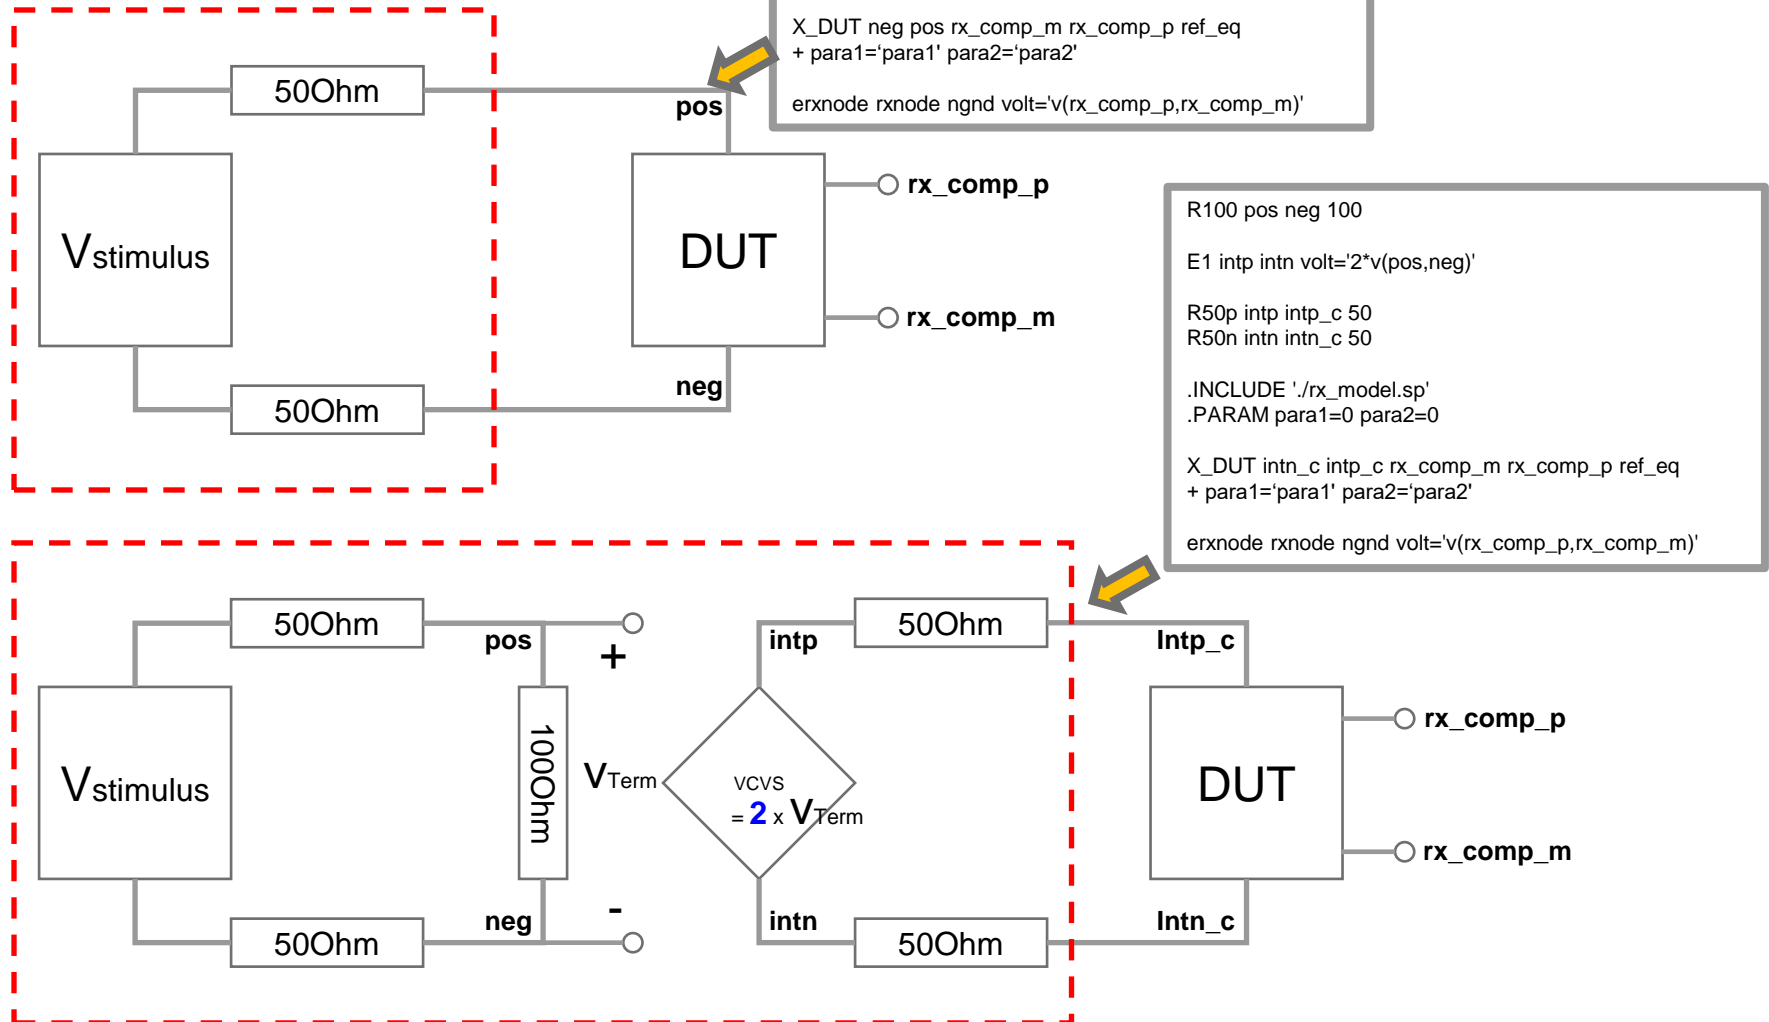 X_DUT neg pos rx_comp_m rx_comp_p ref_eq
+ para1=‘para1' para2=‘para2'
erxnode rxnode ngnd volt='v(rx_comp_p,rx_comp_m)'
50Ohm
pos
Vstimulus
DUT
rx_comp_p
rx_comp_m
neg
50Ohm
R100 pos neg 100
E1 intp intn volt='2*v(pos,neg)'
R50p intp intp_c 50
R50n intn intn_c 50
.INCLUDE './rx_model.sp'
.PARAM para1=0 para2=0
X_DUT intn_c intp_c rx_comp_m rx_comp_p ref_eq
+ para1=‘para1' para2=‘para2'
erxnode rxnode ngnd volt='v(rx_comp_p,rx_comp_m)'
50Ohm
pos
+
intp
50Ohm
Intp_c
Vstimulus
100Ohm
VTerm
VCVS
= 2 x VTerm
DUT
rx_comp_p
rx_comp_m
neg
-
intn
Intn_c
50Ohm
50Ohm